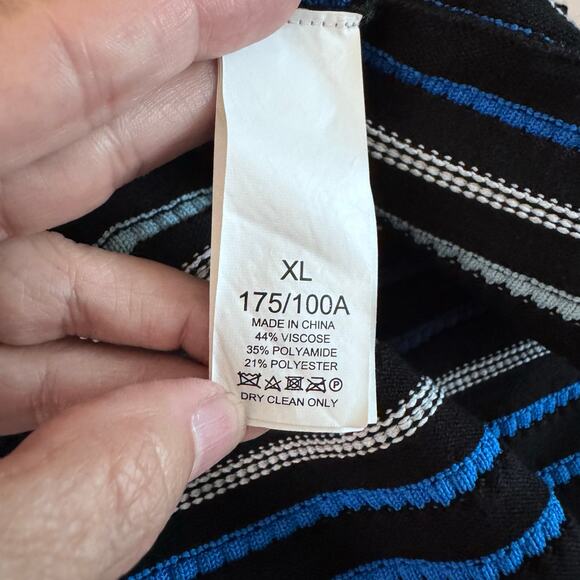 XL
175/100A
MADE IN CHINA
44% VISCOSE
35% POLYAMIDE
21% POLYESTER
DRY CLEAN ONLY